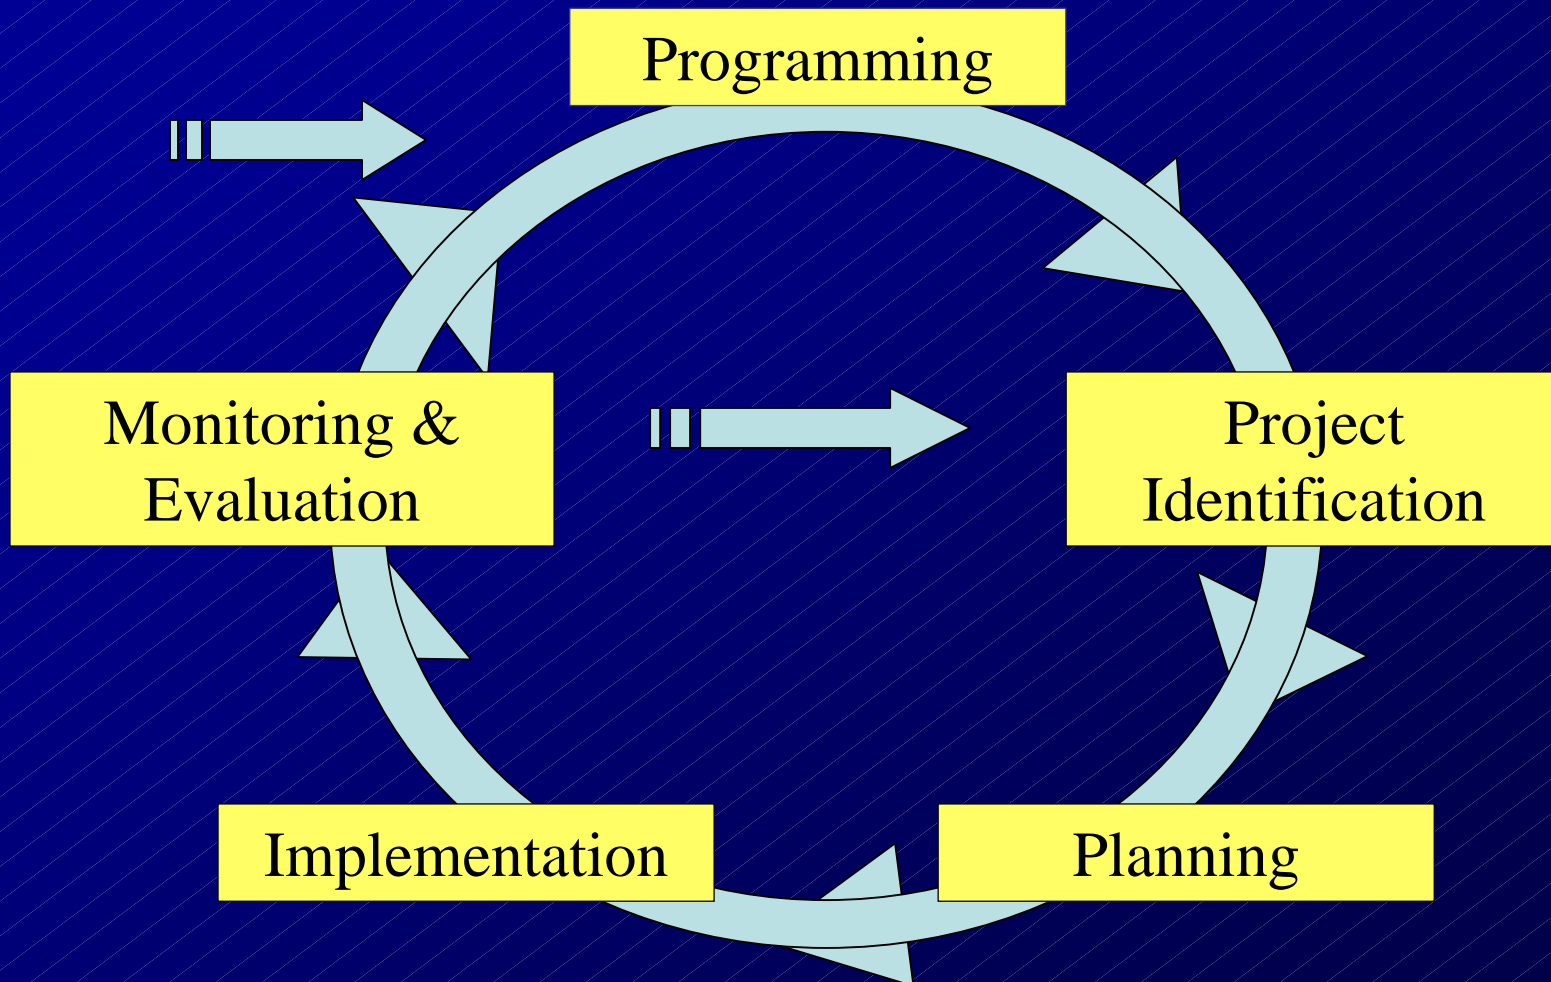 Programming
Monitoring &
Evaluation
Project
Identification
Implementation
Planning